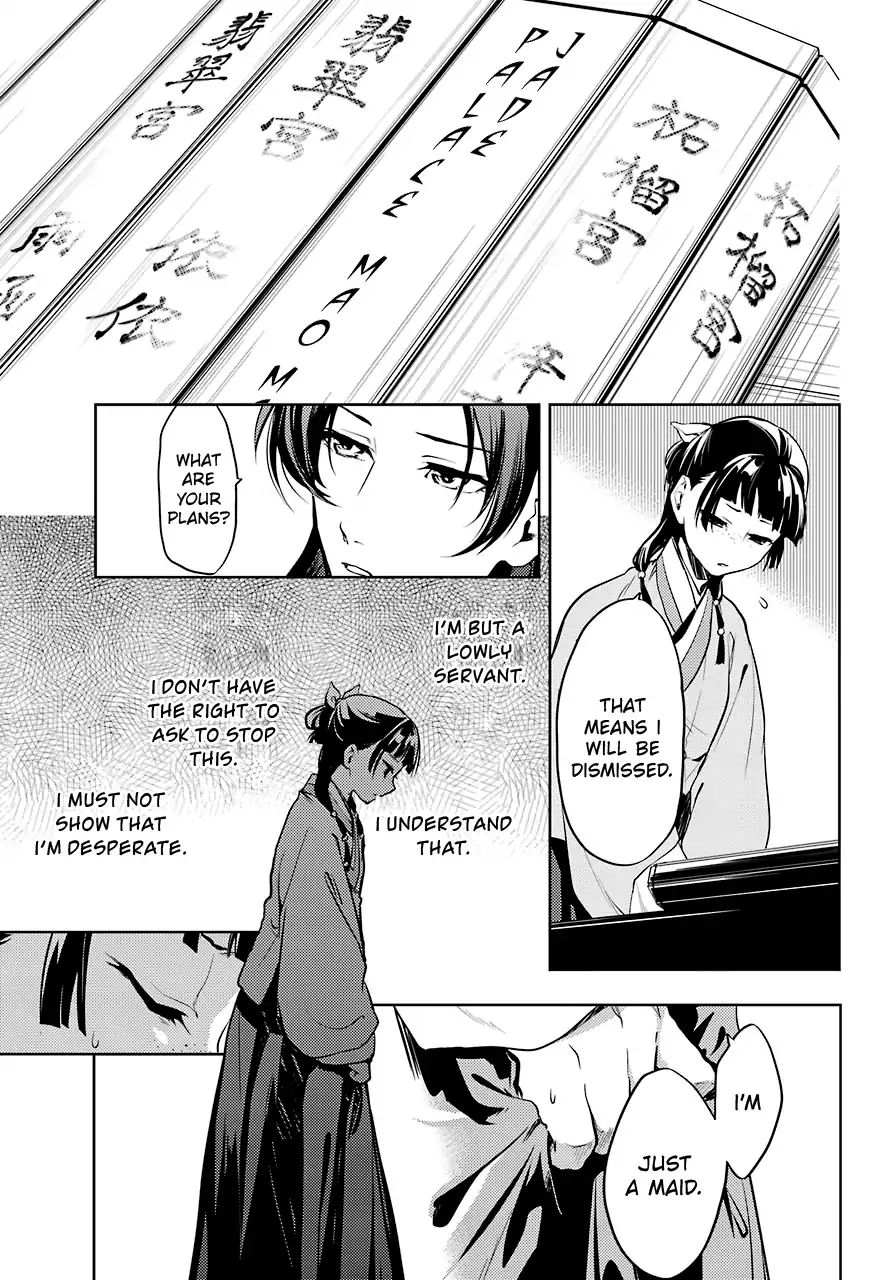 柘榴宮
柘榴宮
JADE
PALACE MAO M
翡翠宮
依依
翡翠宮
THAT
MEANS I
WILL BE
DISMISSED.
WHAT
ARE
YOUR
PLANS?
I'M BUT A
LOWLY
SERVANT.
I DON'T HAVE
THE RIGHT TO
ASK TO STOP
THIS.
I UNDERSTAND
THAT.
I MUST NOT
SHOW THAT
I'M DESPERATE.
I'M
JUST
A MAID.